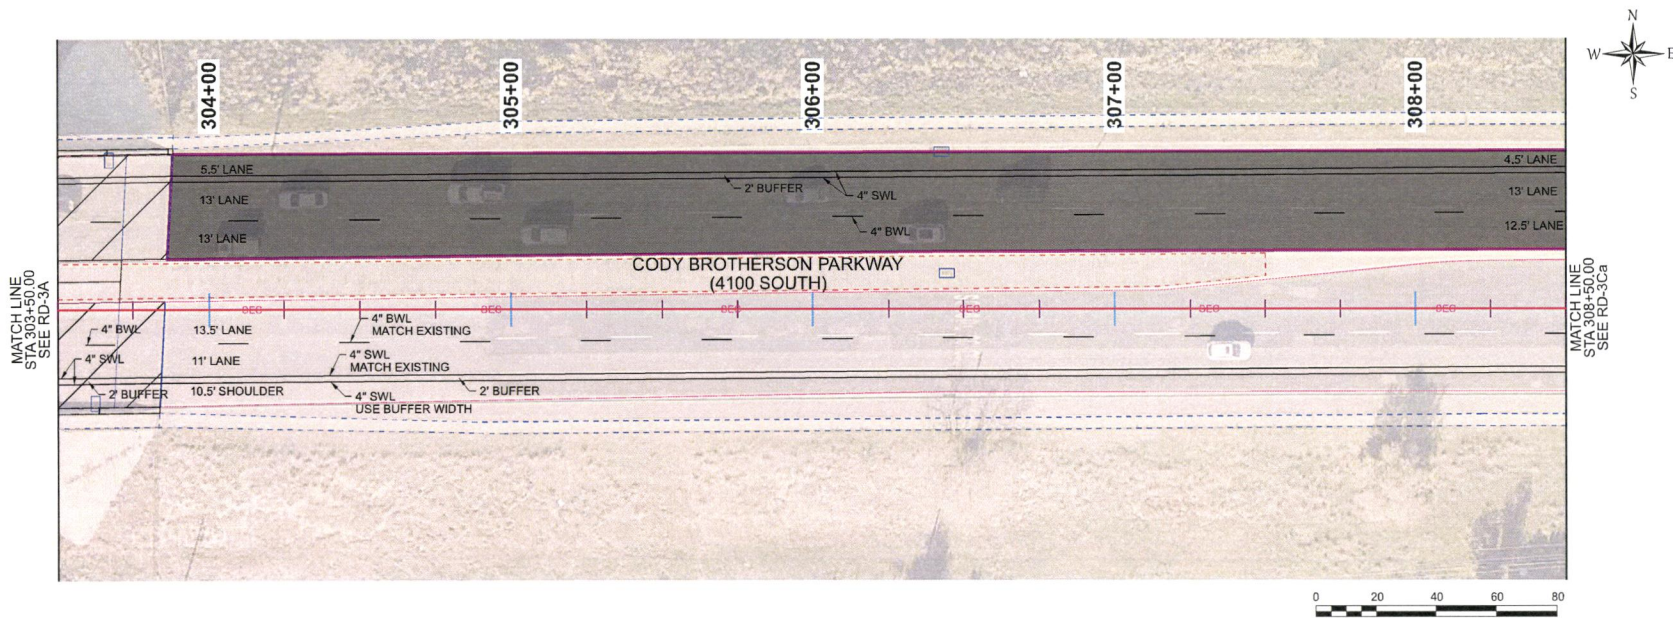 N
W E
S
304+00
305+00
306+00
307+00
308+00
5.5' LANE
4.5' LANE
2' BUFFER
4" SWL
13' LANE
13' LANE
13' LANE
12.5' LANE
4" BWL
CODY BROTHERSON PARKWAY
(4100 SOUTH)
MATCH LINE
STA 303+50.00
SEE RD-3A
MATCH LINE
STA 308+50.00
SEE RD-3Ca
4" BWL
13.5' LANE
4" BWL
MATCH EXISTING
4" SWL
11' LANE
4" SWL
MATCH EXISTING
2' BUFFER
10.5' SHOULDER
2' BUFFER
4" SWL
USE BUFFER WIDTH
0 20 40 60 80